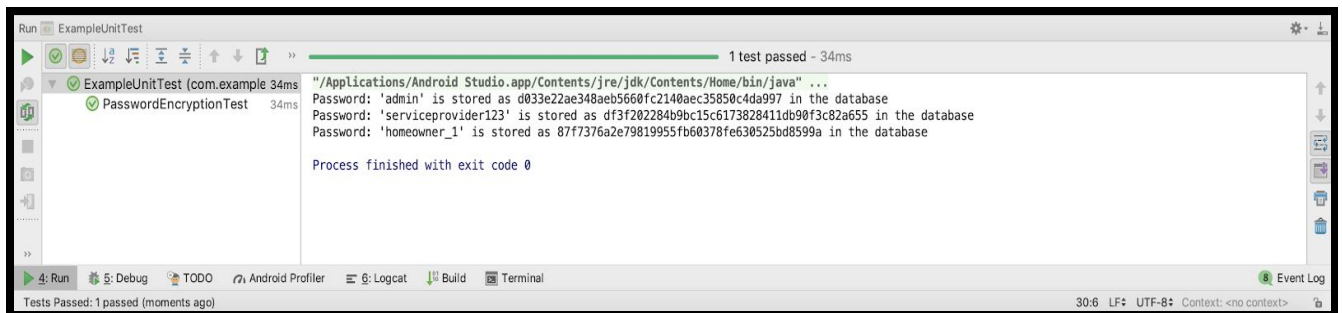 Run ExampleUnitTest
1 test passed - 34ms
ExampleUnitTest (com.example 34ms
PasswordEncryptionTest 34ms
"/Applications/Android Studio.app/Contents/jre/jdk/Contents/Home/bin/java" ...
Password: 'admin' is stored as d033e22ae348aeb5660fc2140aec35850c4da997 in the database
Password: 'serviceprovider123' is stored as df3f202284b9bc15c6173828411db90f3c82a655 in the database
Password: 'homeowner_1' is stored as 87f7376a2e79819955fb60378fe630525bd8599a in the database
Process finished with exit code 0
4: Run 5: Debug TODO Android Profiler 6: Logcat Build Terminal 8 Event Log
Tests Passed: 1 passed (moments ago) 30:6 LF UTF-8 Context: <no context>